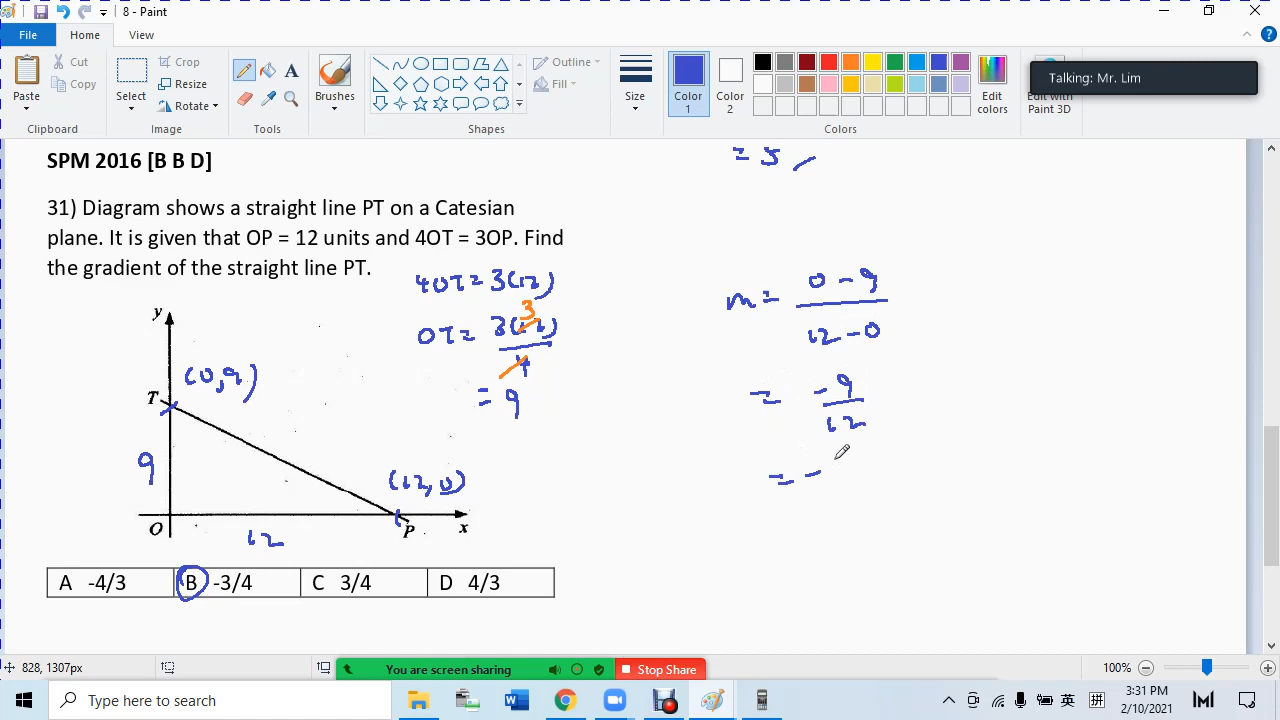 8 - Paint
File
Home
View
Paste
Cut
Copy
Clipboard
Select
Crop
Resize
Rotate
Image
A
Tools
Brushes
Outline
Fill
Shapes
Size
Color
1
Color
2
Colors
Edit
colors
Edit with
Paint 3D
Talking: Mr. Lim
SPM 2016 [B B D]
= 5
31) Diagram shows a straight line PT on a Catesian
plane. It is given that OP = 12 units and 4OT = 3OP. Find
the gradient of the straight line PT.
4OT = 3(12)
3
OT = 3(12)
4
= 9
y
(0,9)
T
9
(12,0)
O
12
P
x
m = 0 - 9
12 - 0
= -9
12
= -
A -4/3 B -3/4 C 3/4 D 4/3
828, 1307px
You are screen sharing
Stop Share
100%
Type here to search
英
拼
3:31 PM
2/10/2021